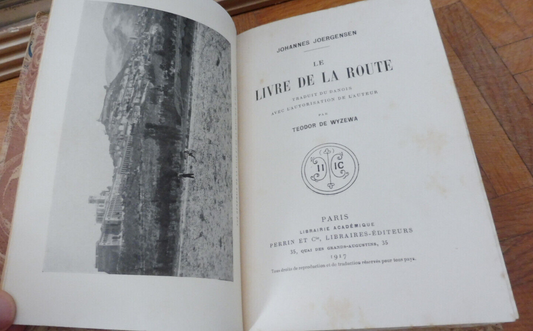 JOHANNES JOERGENSEN
LE
LIVRE DE LA ROUTE
TRADUIT DU DANOIS
AVEC L'AUTORISATION DE L'AUTEUR
PAR
TEODOR DE WYZEWA
PARIS
LIBRAIRIE ACADÉMIQUE
PERRIN ET Cie, LIBRAIRES-ÉDITEURS
35, QUAI DES GRANDS-AUGUSTINS, 35
1917
Tous droits de reproduction et de traduction réservés pour tous pays.